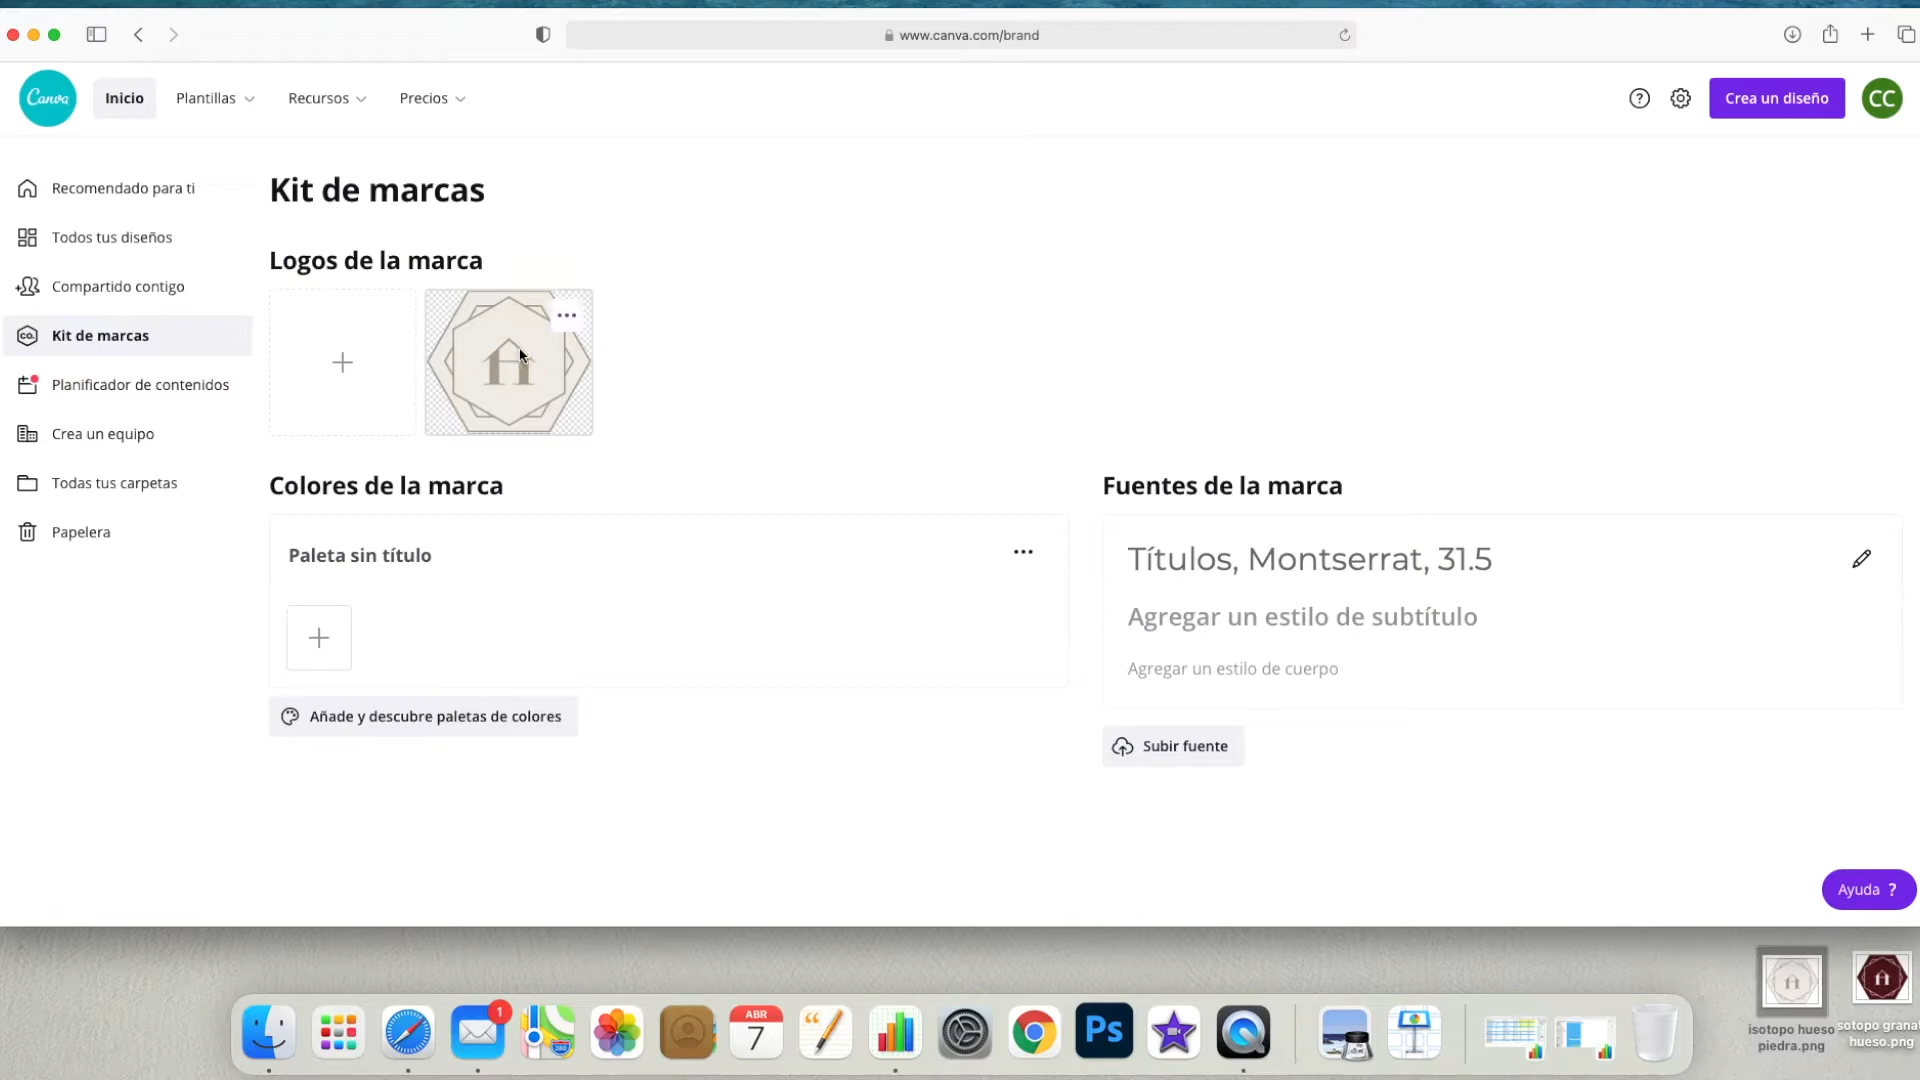 www.canva.com/brand
Canva
Inicio
Plantillas
Recursos
Precios
Crea un diseño
CC
Recomendado para ti
Todos tus diseños
Compartido contigo
CO.
Kit de marcas
Planificador de contenidos
Crea un equipo
Todas tus carpetas
Papelera
Kit de marcas
Logos de la marca
H
Colores de la marca
Paleta sin título
Añade y descubre paletas de colores
Fuentes de la marca
Títulos, Montserrat, 31.5
Agregar un estilo de subtítulo
Agregar un estilo de cuerpo
Subir fuente
Ayuda ?
1
ABR
7
Ps
isotopo hueso
piedra.png
sotopo grana
hueso.png